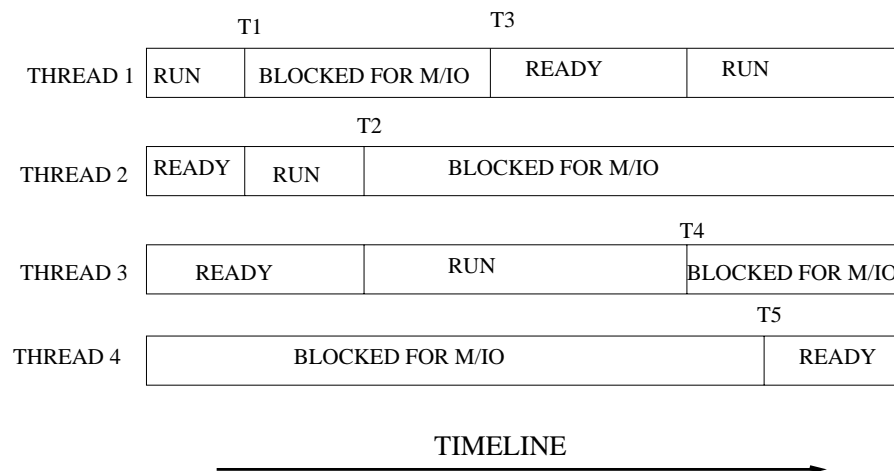 T1 T3
THREAD 1 RUN BLOCKED FOR M/IO READY RUN
T2
THREAD 2 READY RUN BLOCKED FOR M/IO
T4
THREAD 3 READY RUN BLOCKED FOR M/IO
T5
THREAD 4 BLOCKED FOR M/IO READY
TIMELINE